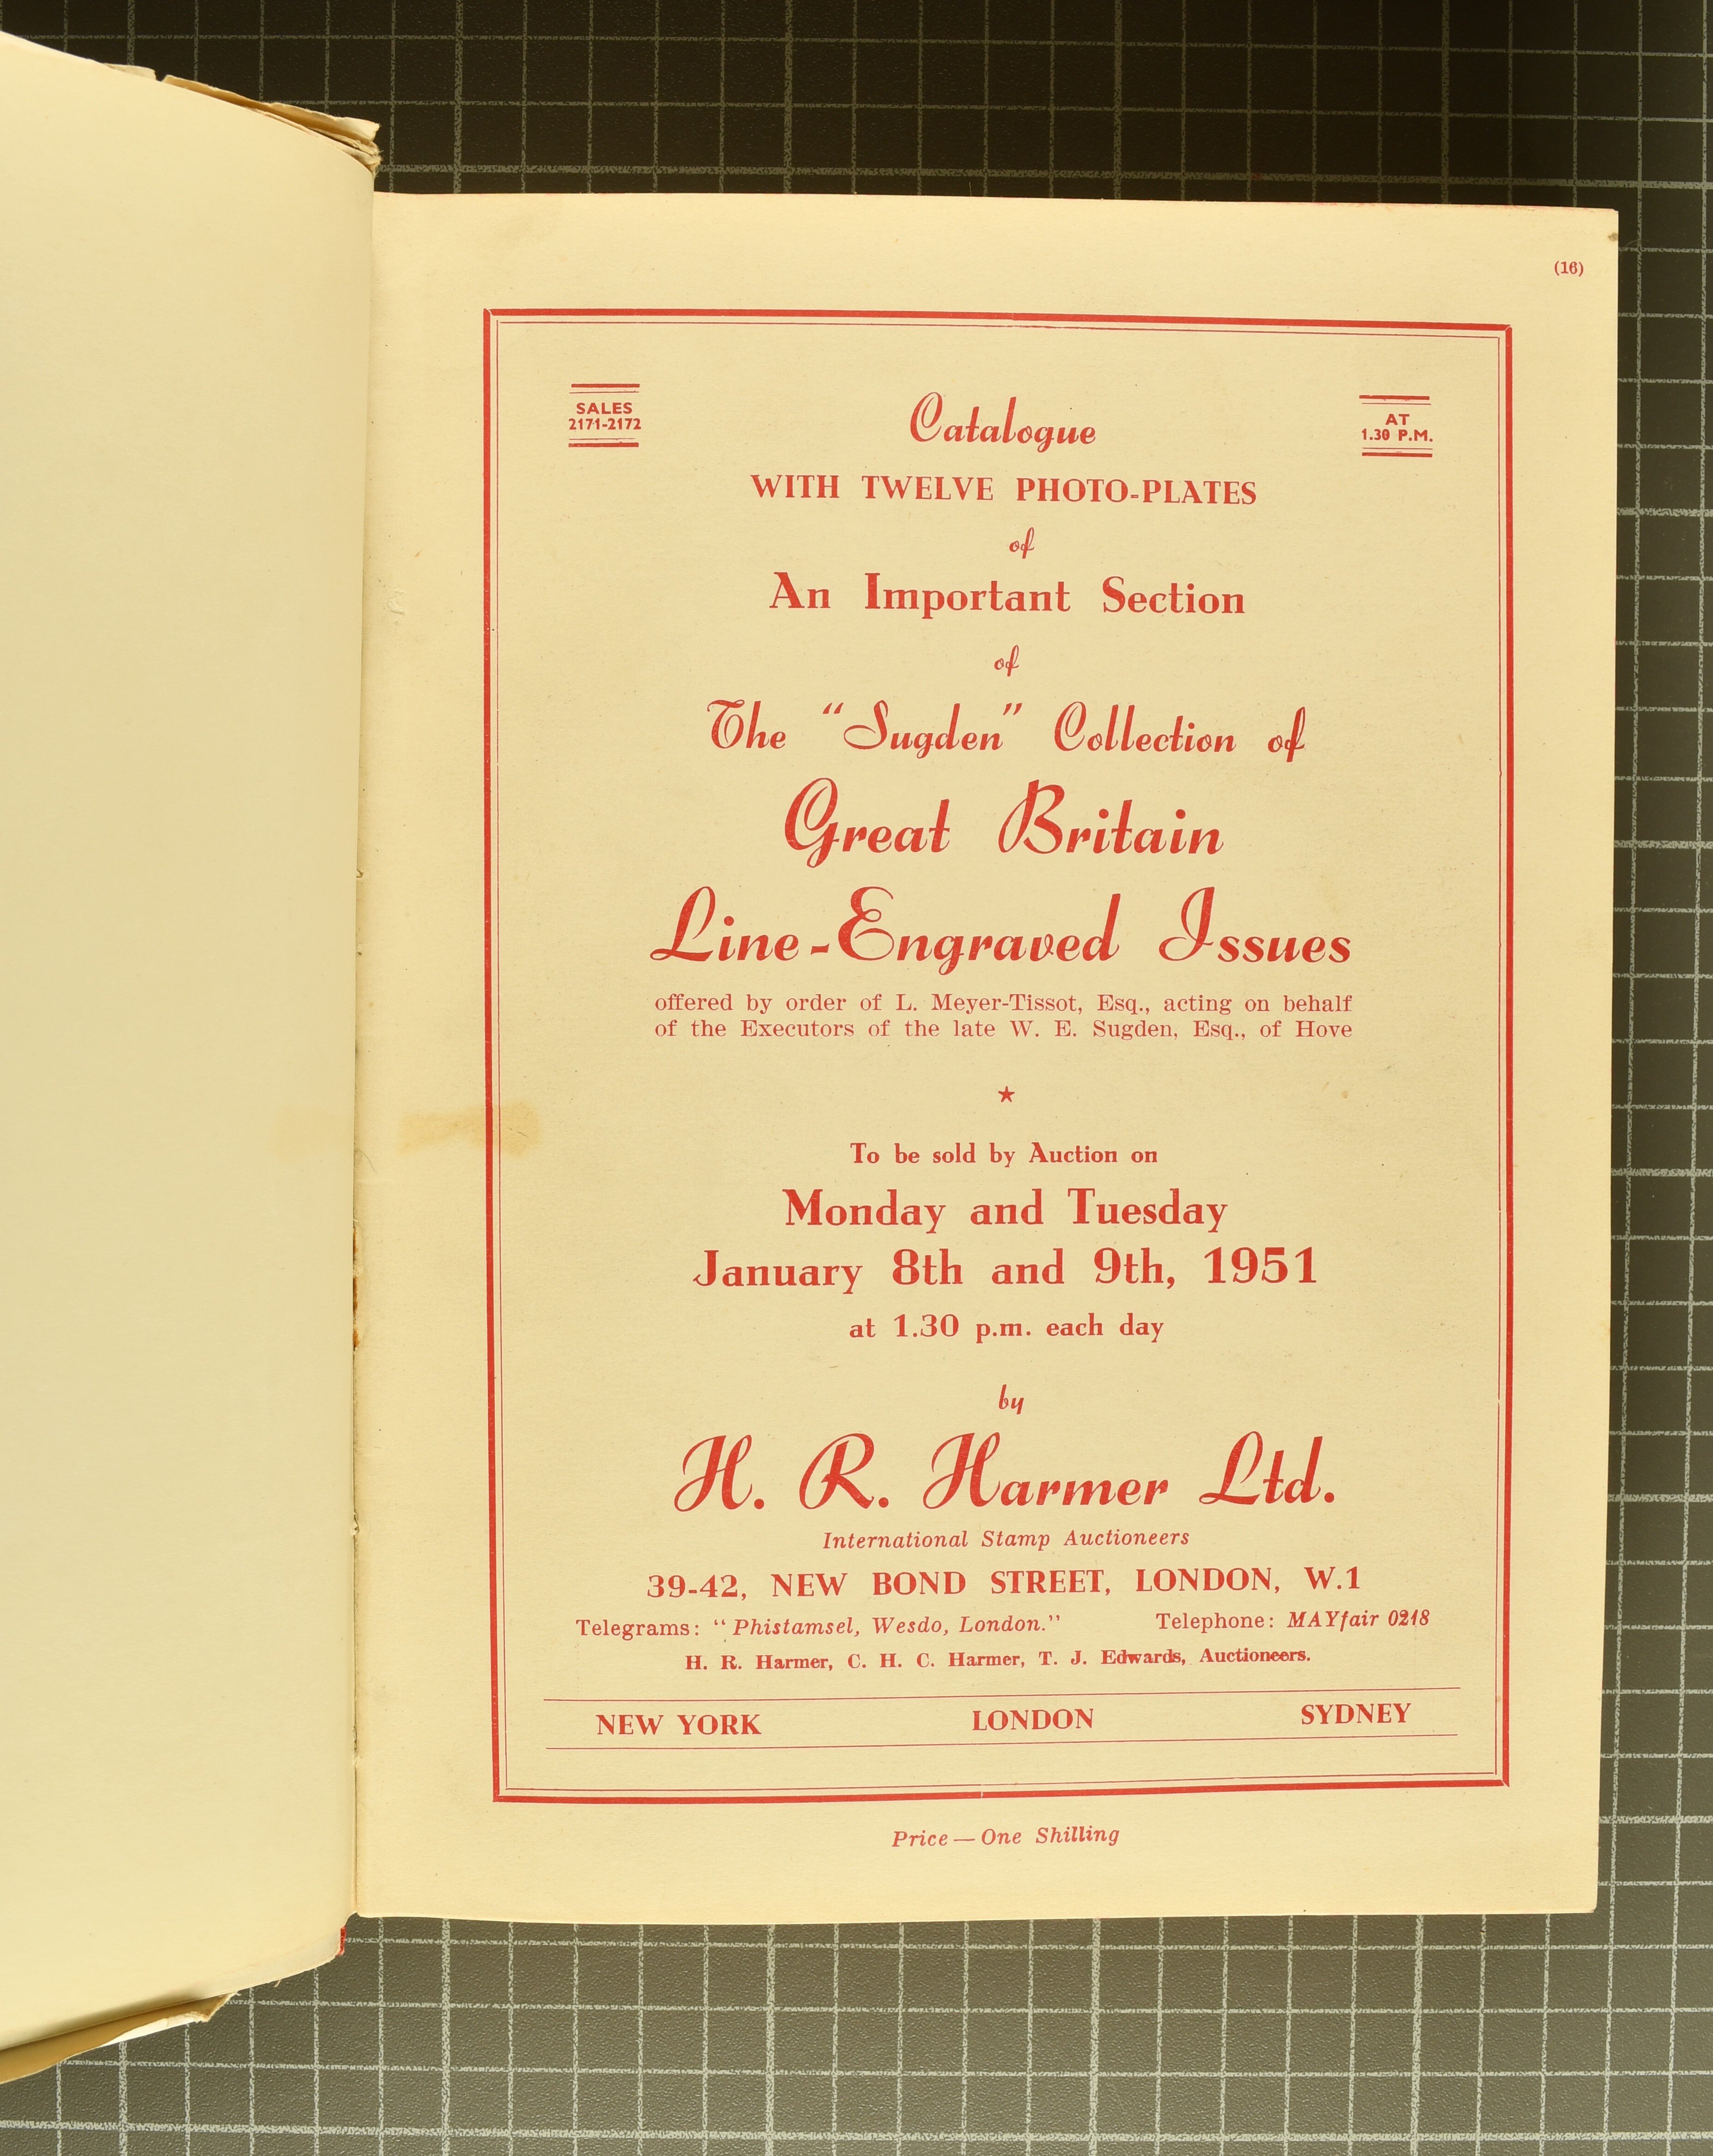 (16)
SALES
2171-2172
AT
1.30 P.M.
Catalogue
WITH TWELVE PHOTO-PLATES
of
An Important Section
of
The "Sugden" Collection of
Great Britain
Line-Engraved Issues
offered by order of L. Meyer-Tissot, Esq., acting on behalf
of the Executors of the late W. E. Sugden, Esq., of Hove
★
To be sold by Auction on
Monday and Tuesday
January 8th and 9th, 1951
at 1.30 p.m. each day
by
H. R. Harmer Ltd.
International Stamp Auctioneers
39-42, NEW BOND STREET, LONDON, W.1
Telegrams: "Phistamsel, Wesdo, London." Telephone: MAYfair 0218
H. R. Harmer, C. H. C. Harmer, T. J. Edwards, Auctioneers.
NEW YORK LONDON SYDNEY
Price — One Shilling